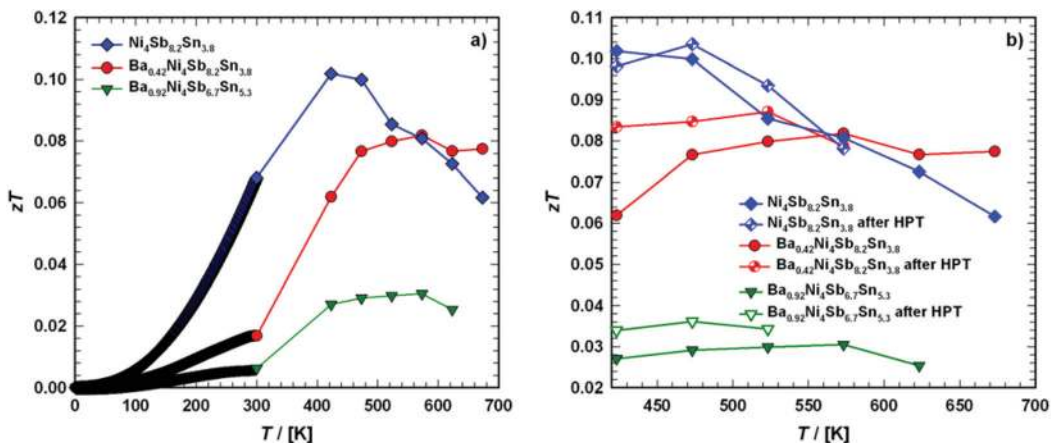 0.12
0.10
0.08
0.06
0.04
0.02
0.00
zT
0 100 200 300 400 500 600 700
T / [K]
a)
Ni4Sb8.2Sn3.8
Ba0.42Ni4Sb8.2Sn3.8
Ba0.92Ni4Sb6.7Sn5.3
0.11
0.10
0.09
0.08
0.07
0.06
0.05
0.04
0.03
0.02
zT
450 500 550 600 650 700
T / [K]
b)
Ni4Sb8.2Sn3.8
Ni4Sb8.2Sn3.8 after HPT
Ba0.42Ni4Sb8.2Sn3.8
Ba0.42Ni4Sb8.2Sn3.8 after HPT
Ba0.92Ni4Sb6.7Sn5.3
Ba0.92Ni4Sb6.7Sn5.3 after HPT